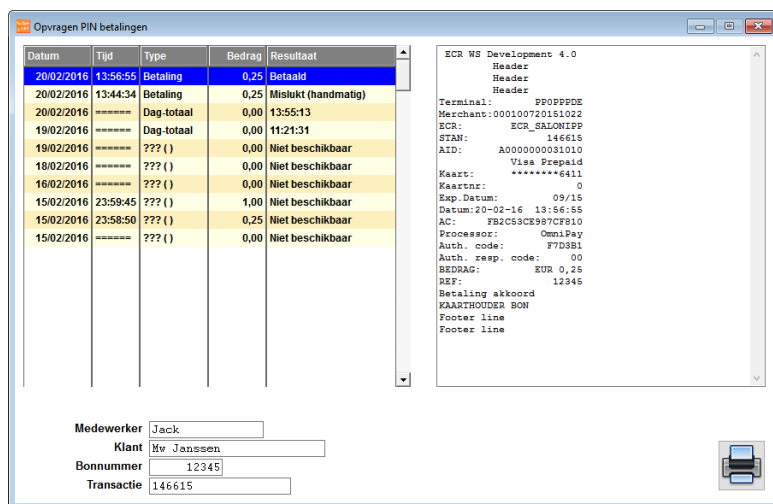 Opvragen PIN betalingen
Datum Tijd Type Bedrag Resultaat
20/02/2016 13:56:55 Betaling 0,25 Betaald
20/02/2016 13:44:34 Betaling 0,25 Mislukt (handmatig)
20/02/2016 ====== Dag-totaal 0,00 13:55:13
19/02/2016 ====== Dag-totaal 0,00 11:21:31
19/02/2016 ====== ??? ( ) 0,00 Niet beschikbaar
18/02/2016 ====== ??? ( ) 0,00 Niet beschikbaar
16/02/2016 ====== ??? ( ) 0,00 Niet beschikbaar
15/02/2016 23:59:45 ??? ( ) 1,00 Niet beschikbaar
15/02/2016 23:58:50 ??? ( ) 0,25 Niet beschikbaar
15/02/2016 ====== ??? ( ) 0,00 Niet beschikbaar
ECR WS Development 4.0
Header
Header
Header
Terminal: PP0PPPDE
Merchant:000100720151022
ECR: ECR_SALONIPP
STAN: 146615
AID: A0000000031010
Visa Prepaid
Kaart: ********6411
Kaartnr: 0
Exp.Datum: 09/15
Datum:20-02-16 13:56:55
AC: FB2C53CE987CF810
Processor: OmniPay
Auth. code: F7D3B1
Auth. resp. code: 00
BEDRAG: EUR 0,25
REF: 12345
Betaling akkoord
KAARTHOUDER BON
Footer line
Footer line
Medewerker Jack
Klant Mw Janssen
Bonnummer 12345
Transactie 146615